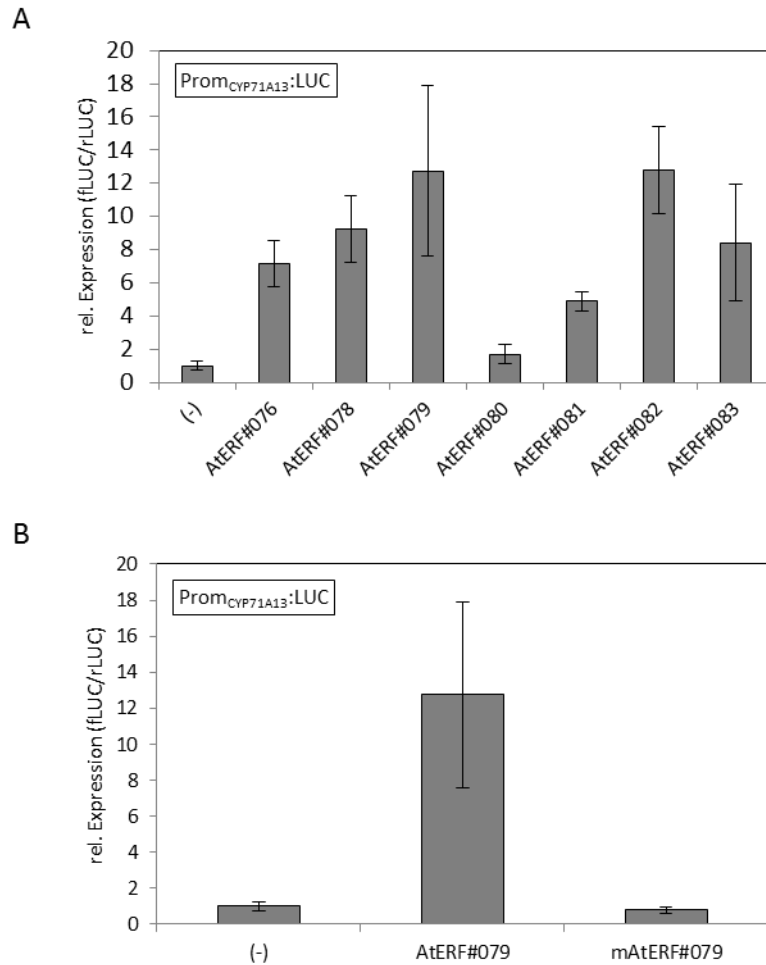 A
rel. Expression (fLUC/rLUC)
20
18
16
14
12
10
8
6
4
2
0
PromCYP71A13:LUC
(-)
AtERF#076
AtERF#078
AtERF#079
AtERF#080
AtERF#081
AtERF#082
AtERF#083
B
rel. Expression (fLUC/rLUC)
20
18
16
14
12
10
8
6
4
2
0
PromCYP71A13:LUC
(-)
AtERF#079
mAtERF#079